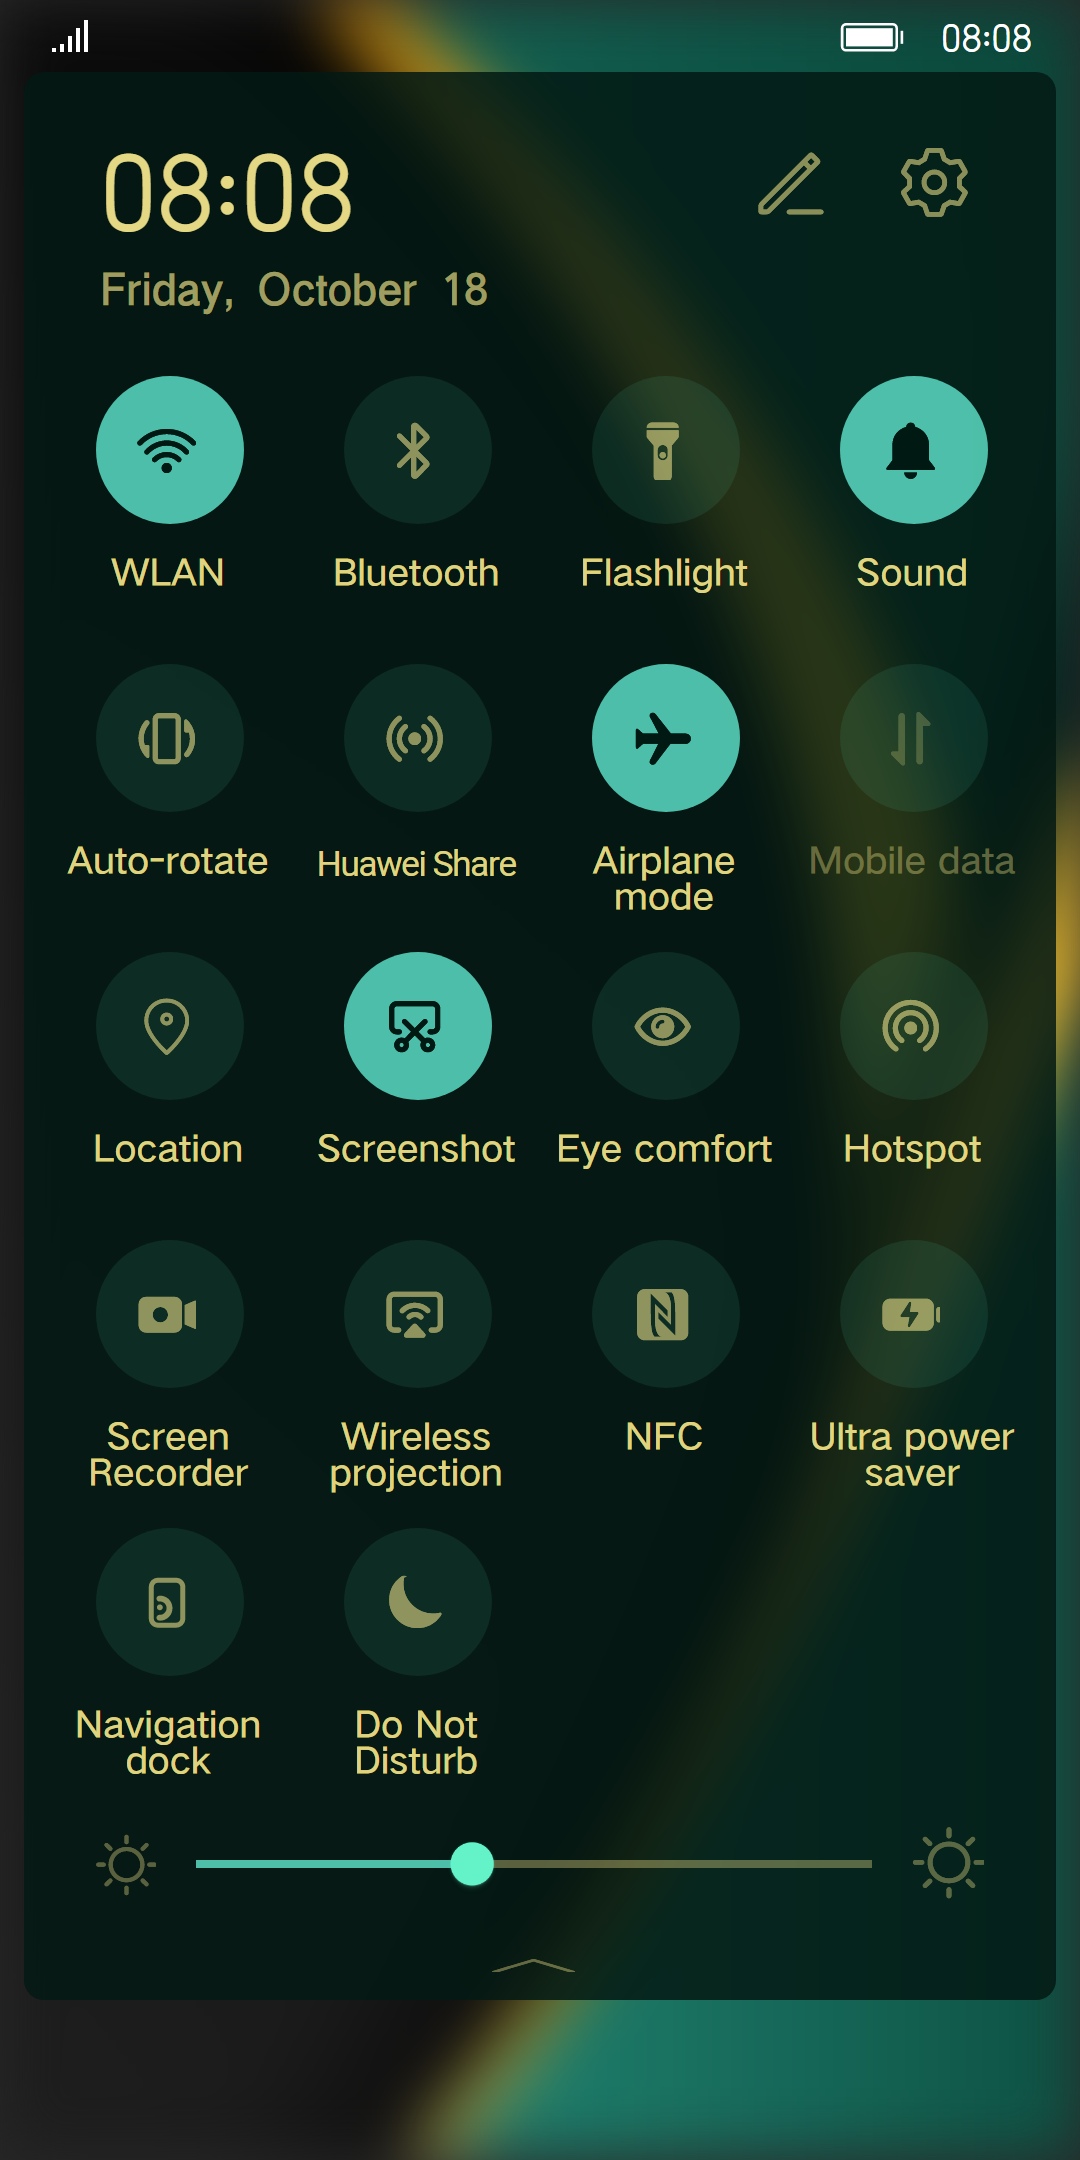 08:08
08:08
Friday, October 18
WLAN
Bluetooth
Flashlight
Sound
Auto-rotate
Huawei Share
Airplane
mode
Mobile data
Location
Screenshot
Eye comfort
Hotspot
Screen
Recorder
Wireless
projection
NFC
Ultra power
saver
Navigation
dock
Do Not
Disturb